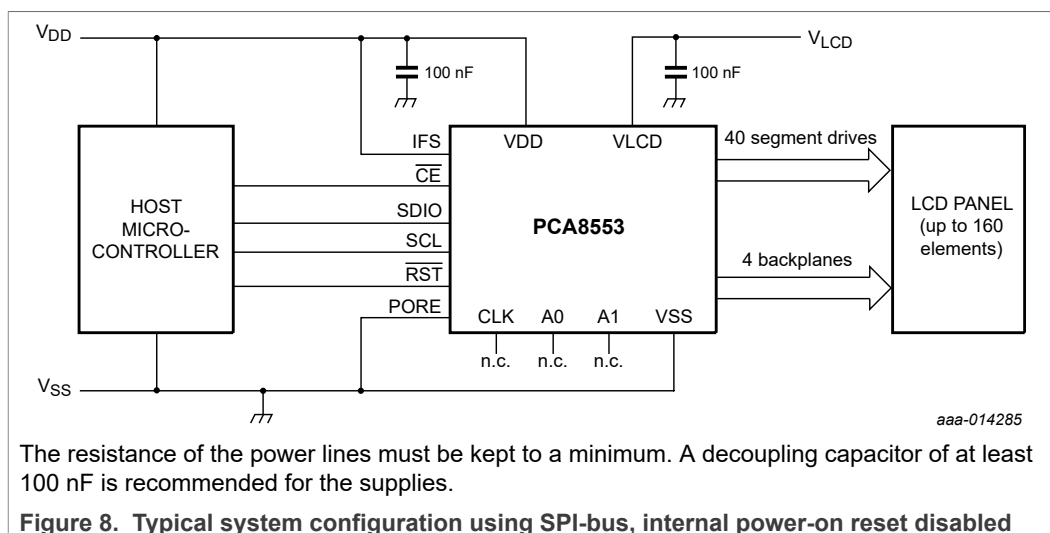 VDD
100 nF
VLCD
100 nF
HOST
MICRO-
CONTROLLER
IFS
CE
SDIO
SCL
RST
PORE
VDD
VLCD
PCA8553
CLK
A0
A1
VSS
n.c.
n.c.
n.c.
40 segment drives
4 backplanes
LCD PANEL
(up to 160
elements)
VSS
aaa-014285
The resistance of the power lines must be kept to a minimum. A decoupling capacitor of at least
100 nF is recommended for the supplies.
Figure 8. Typical system configuration using SPI-bus, internal power-on reset disabled